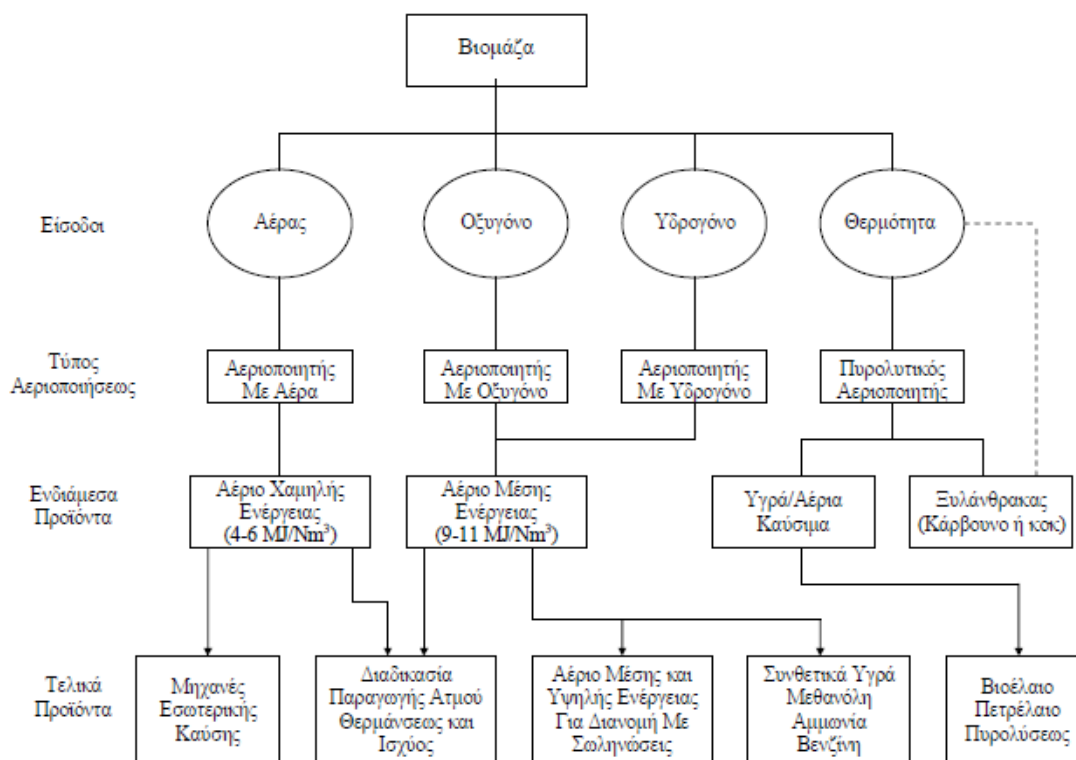 Βιομάζα
Είσοδοι
Αέρας
Οξυγόνο
Υδρογόνο
Θερμότητα
Τύπος
Αεριοποιήσεως
Αεριοποιητής
Με Αέρα
Αεριοποιητής
Με Οξυγόνο
Αεριοποιητής
Με Υδρογόνο
Πυρολυτικός
Αεριοποιητής
Ενδιάμεσα
Προϊόντα
Αέριο Χαμηλής
Ενέργειας
(4-6 MJ/Nm³)
Αέριο Μέσης
Ενέργειας
(9-11 MJ/Nm³)
Υγρά/Αέρια
Καύσιμα
Ξυλάνθρακας
(Κάρβουνο ή κοκ)
Τελικά
Προϊόντα
Μηχανές
Εσωτερικής
Καύσης
Διαδικασία
Παραγωγής Ατμού
Θερμάνσεως και
Ισχύος
Αέριο Μέσης και
Υψηλής Ενέργειας
Για Διανομή Με
Σωληνώσεις
Συνθετικά Υγρά
Μεθανόλη
Αμμωνία
Βενζίνη
Βιοέλαιο
Πετρέλαιο
Πυρολύσεως